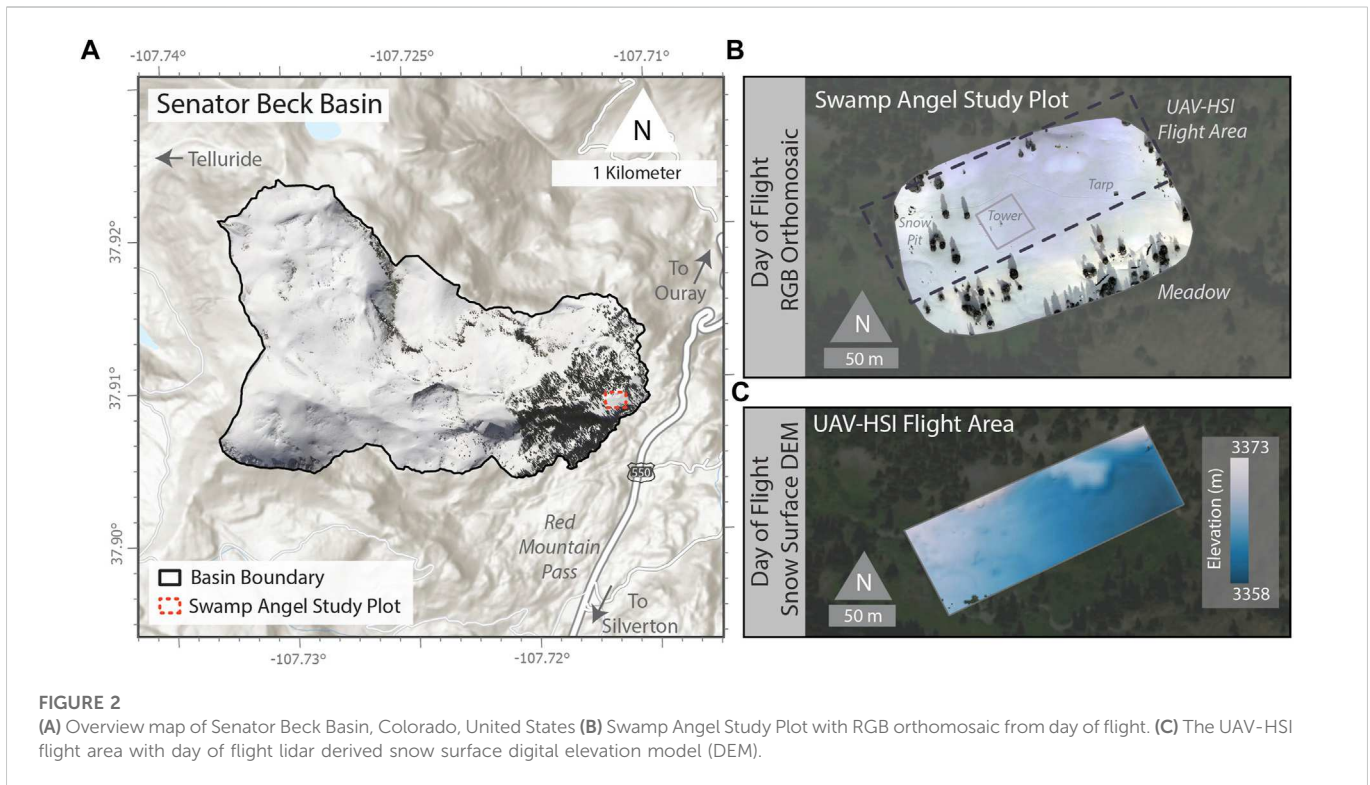 A
-107.74°
-107.725°
-107.71°
Senator Beck Basin
N
1 Kilometer
Telluride
37.92°
37.91°
37.90°
To
Ouray
550
Red
Mountain
Pass
To
Silverton
Basin Boundary
Swamp Angel Study Plot
-107.73°
-107.72°
B
Day of Flight
RGB Orthomosaic
Swamp Angel Study Plot
UAV-HSI
Flight Area
Tarp
Tower
Snow
Pit
Meadow
N
50 m
C
Day of Flight
Snow Surface DEM
UAV-HSI Flight Area
3373
Elevation (m)
3358
N
50 m
FIGURE 2
(A) Overview map of Senator Beck Basin, Colorado, United States (B) Swamp Angel Study Plot with RGB orthomosaic from day of flight. (C) The UAV-HSI
flight area with day of flight lidar derived snow surface digital elevation model (DEM).